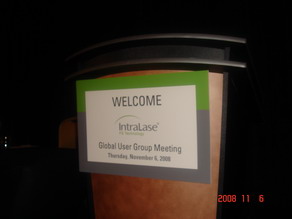 WELCOME
IntraLase
FS Technology
Global User Group Meeting
Thursday, November 6, 2008
2008 11 6